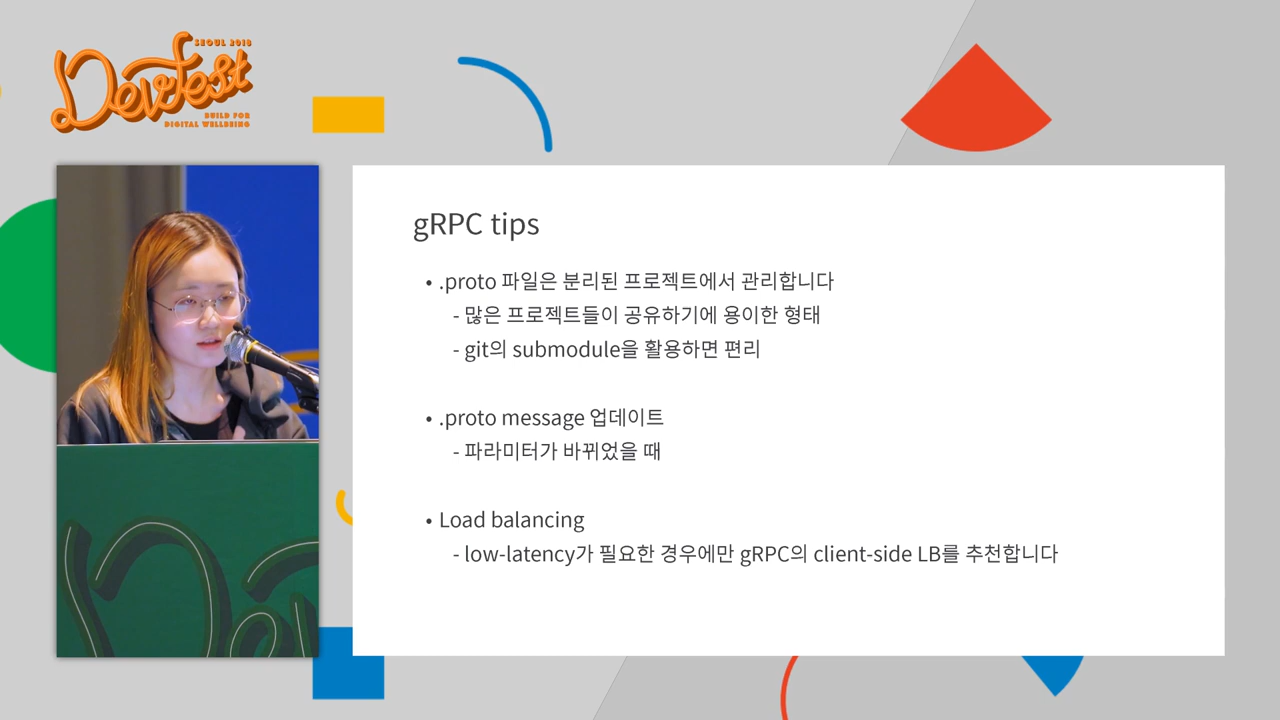 SEOUL 2018
DevFest
BUILD FOR
DIGITAL WELLBEING
gRPC tips
• .proto 파일은 분리된 프로젝트에서 관리합니다
- 많은 프로젝트들이 공유하기에 용이한 형태
- git의 submodule을 활용하면 편리
• .proto message 업데이트
- 파라미터가 바뀌었을 때
• Load balancing
- low-latency가 필요한 경우에만 gRPC의 client-side LB를 추천합니다
Dev